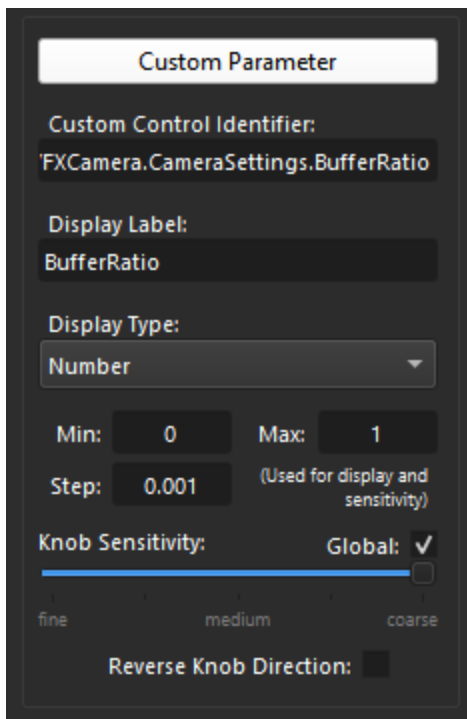 Custom Parameter
Custom Control Identifier:
FXCamera.CameraSettings.BufferRatio
Display Label:
BufferRatio
Display Type:
Number
Min: 0 Max: 1
Step: 0.001 (Used for display and
sensitivity)
Knob Sensitivity: Global:
fine medium coarse
Reverse Knob Direction: